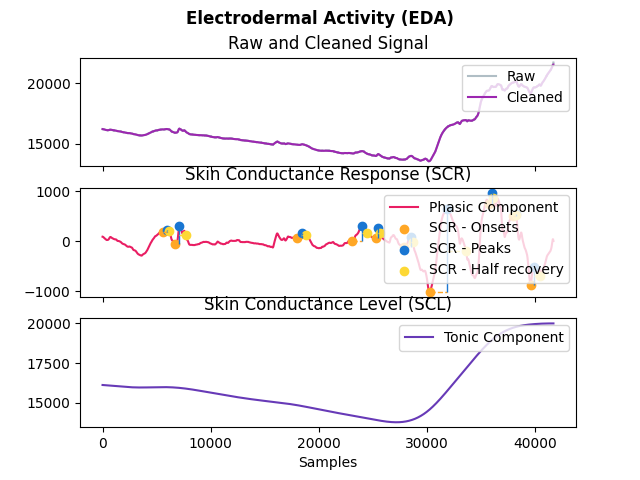 Electrodermal Activity (EDA)
Raw and Cleaned Signal
20000
15000
Raw
Cleaned
Skin Conductance Response (SCR)
1000
0
−1000
Phasic Component
SCR - Onsets
SCR - Peaks
SCR - Half recovery
Skin Conductance Level (SCL)
20000
17500
15000
Tonic Component
0
10000
20000
30000
40000
Samples